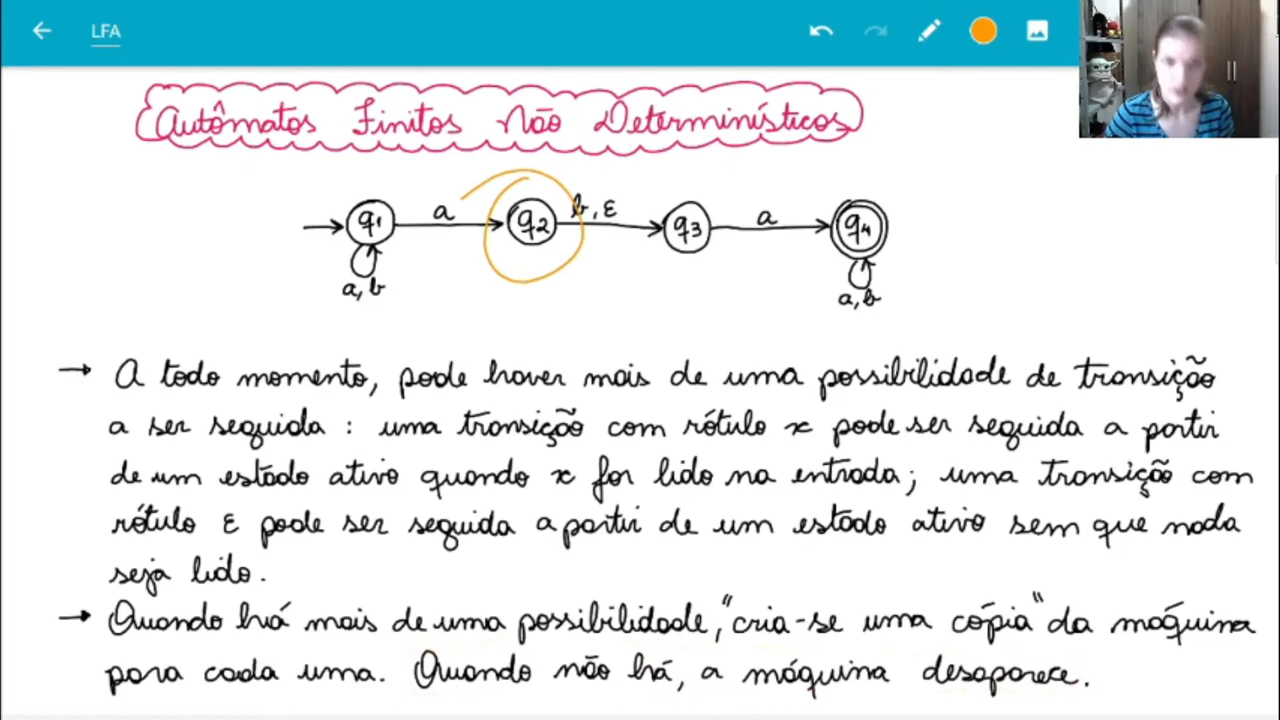 LFA
Autômatos Finitos Não Determinísticos
q1 a q2 b, ε q3 a q4
a, b a, b
→ A todo momento, pode haver mais de uma possibilidade de transição
a ser seguida : uma transição com rótulo x pode ser seguida a partir
de um estado ativo quando x for lido na entrada; uma transição com
rótulo ε pode ser seguida a partir de um estado ativo sem que nada
seja lido.
→ Quando há mais de uma possibilidade, "cria-se uma cópia" da máquina
para cada uma. Quando não há, a máquina desaparece.